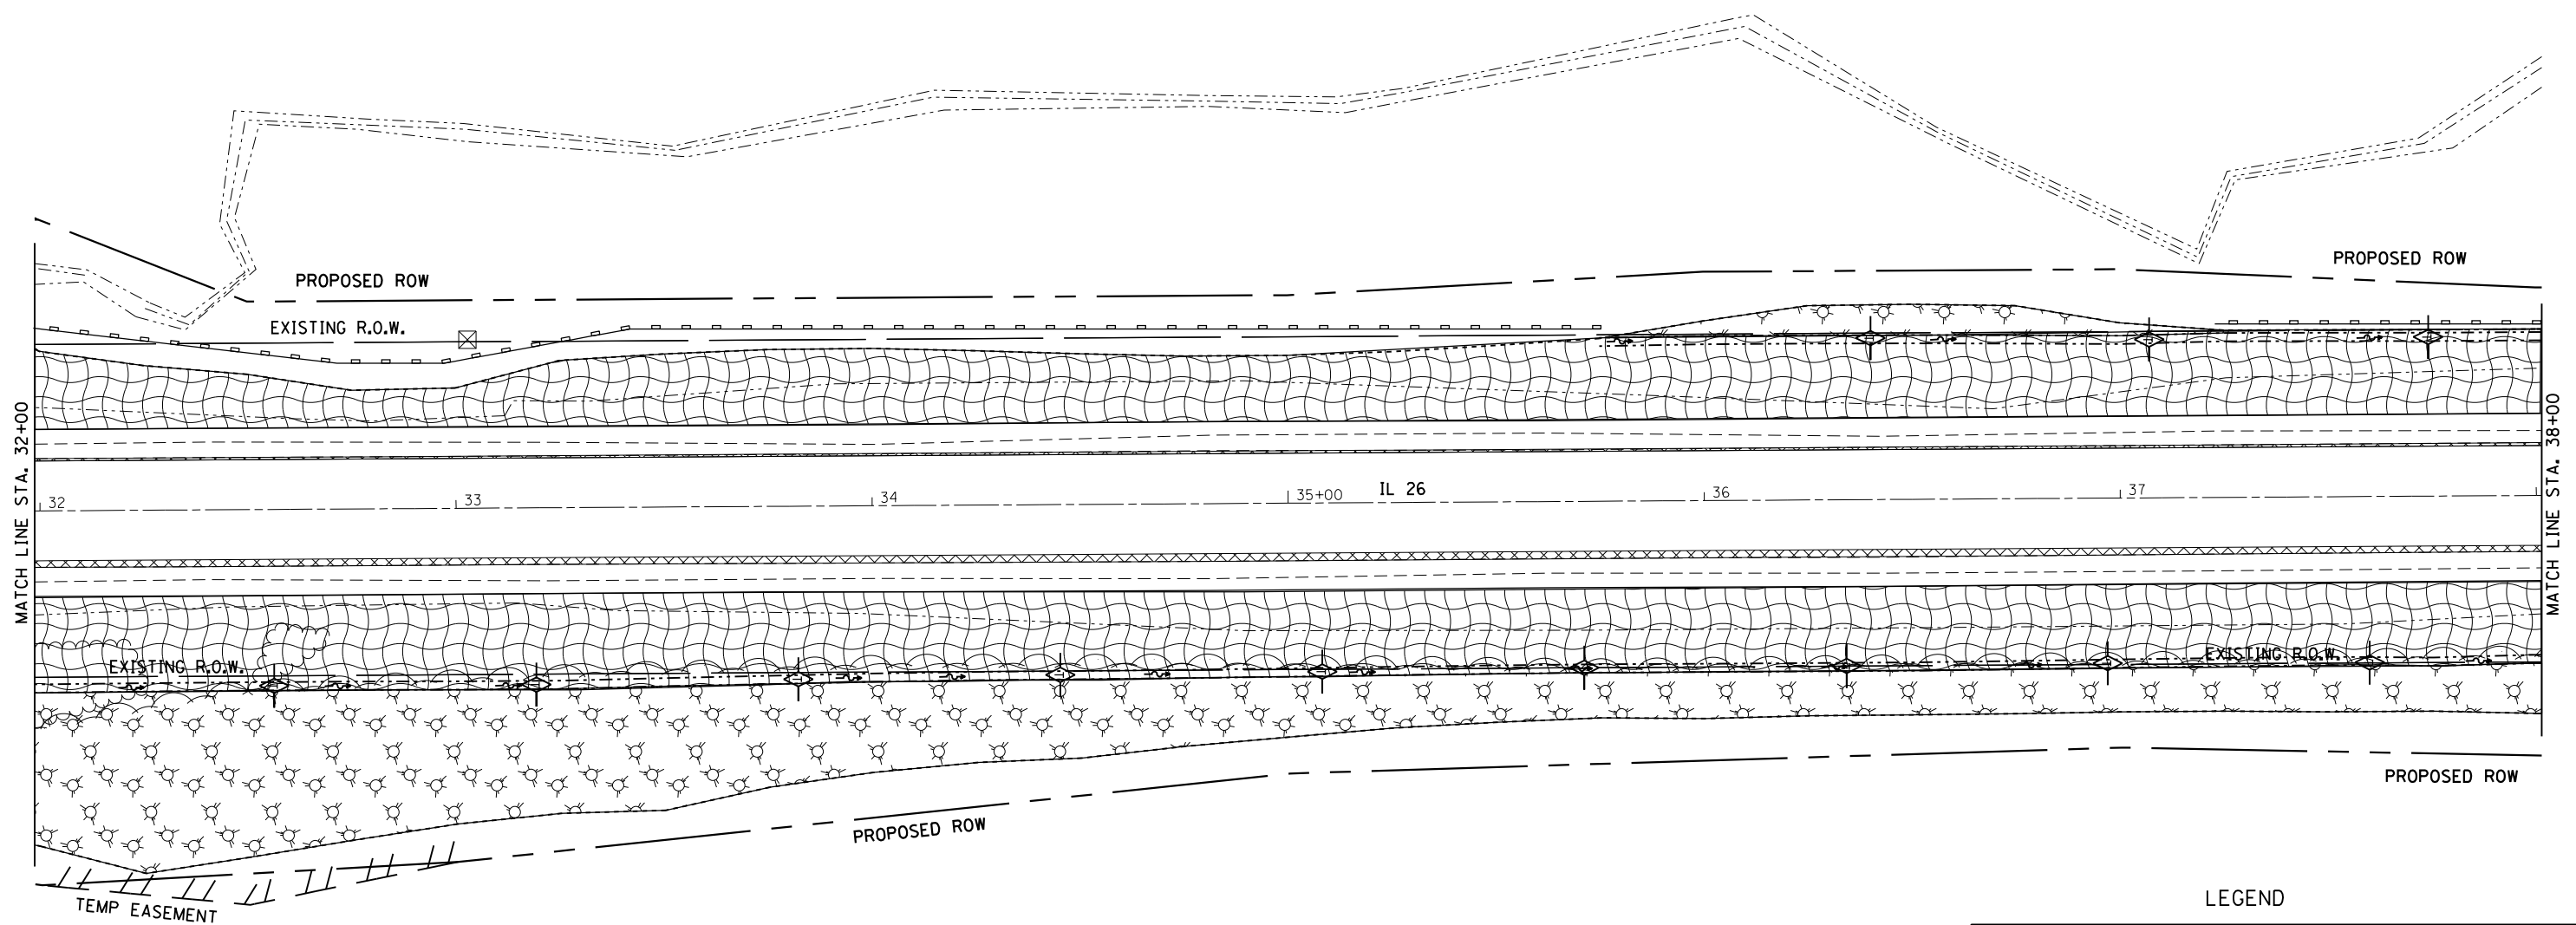 PROPOSED ROW
PROPOSED ROW
EXISTING R.O.W.
MATCH LINE STA. 32+00
MATCH LINE STA. 38+00
32
33
34
35+00
IL 26
36
37
EXISTING R.O.W.
EXISTING R.O.W.
PROPOSED ROW
PROPOSED ROW
TEMP EASEMENT
LEGEND